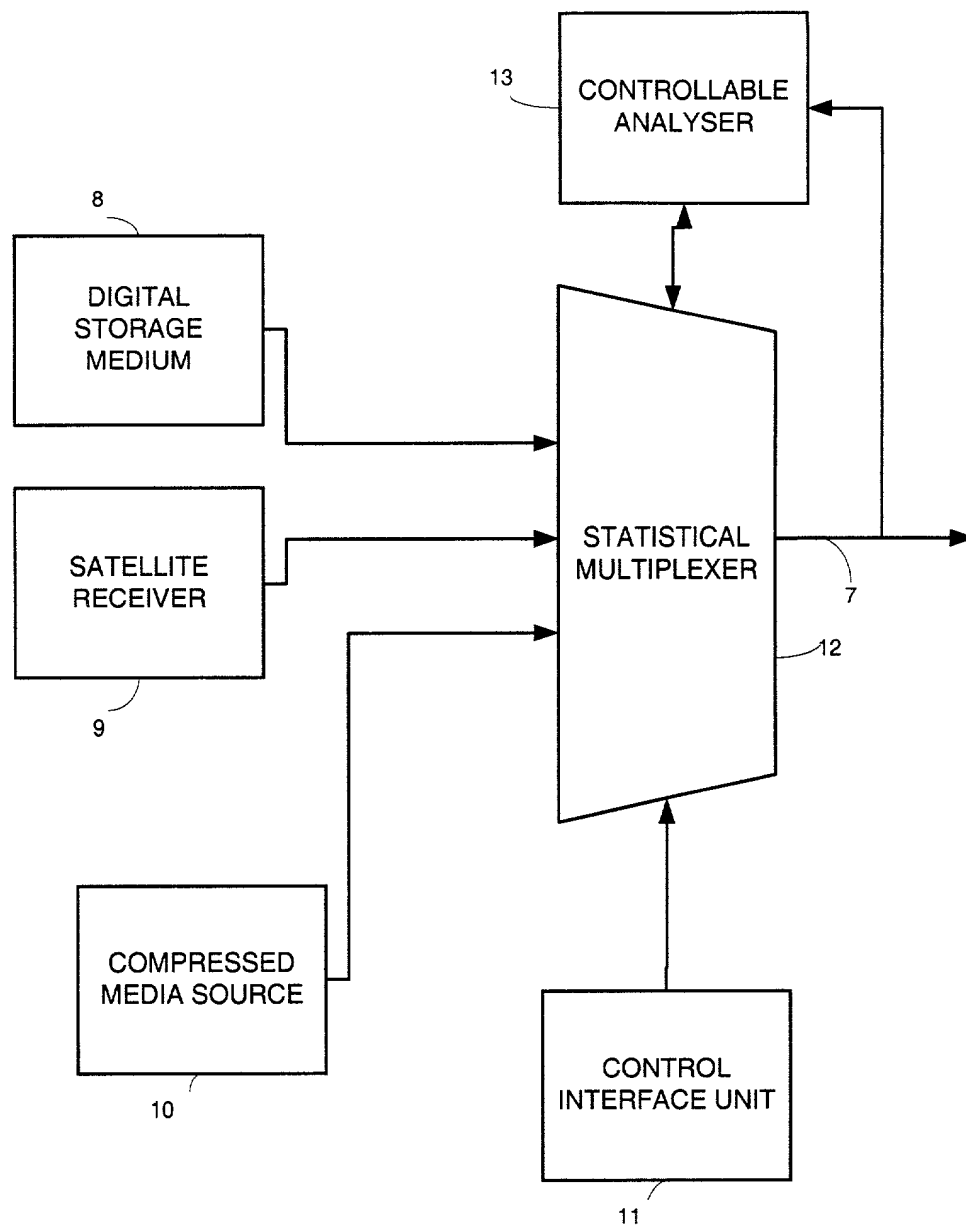 13
CONTROLLABLE
ANALYSER
8
DIGITAL
STORAGE
MEDIUM
SATELLITE
RECEIVER
9
STATISTICAL
MULTIPLEXER
7
12
COMPRESSED
MEDIA SOURCE
10
CONTROL
INTERFACE UNIT
11